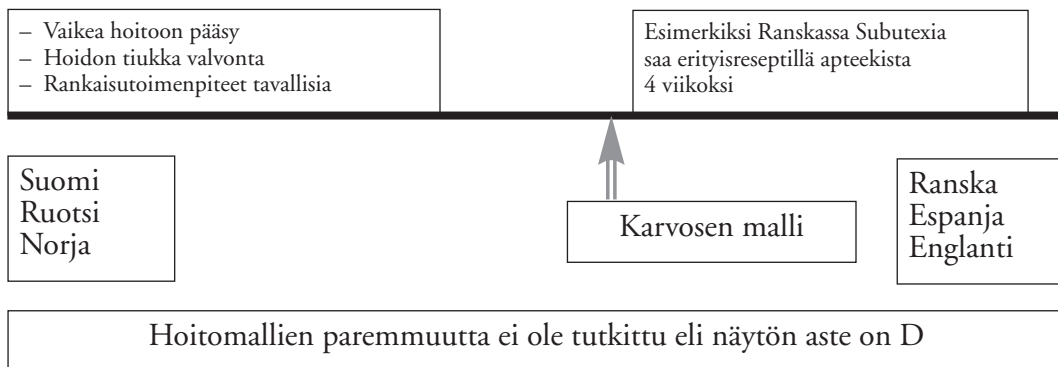 – Vaikea hoitoon pääsy
– Hoidon tiukka valvonta
– Rankaisutoimenpiteet tavallisia
Esimerkiksi Ranskassa Subutexia
saa erityisreseptillä apteekista
4 viikoksi
Suomi
Ruotsi
Norja
Karvosen malli
Ranska
Espanja
Englanti
Hoitomallien paremmuutta ei ole tutkittu eli näytön aste on D